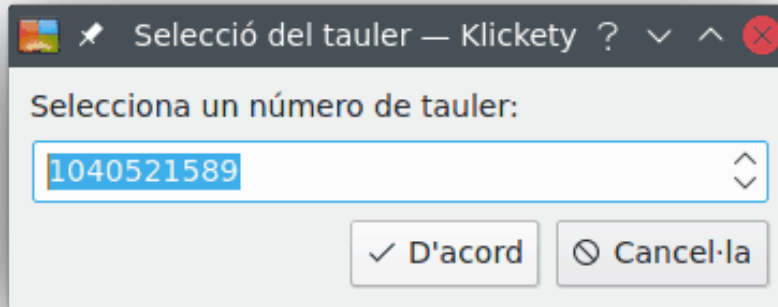 Selecció del tauler — Klickety
Selecciona un número de tauler:
1040521589
D'acord
Cancel·la